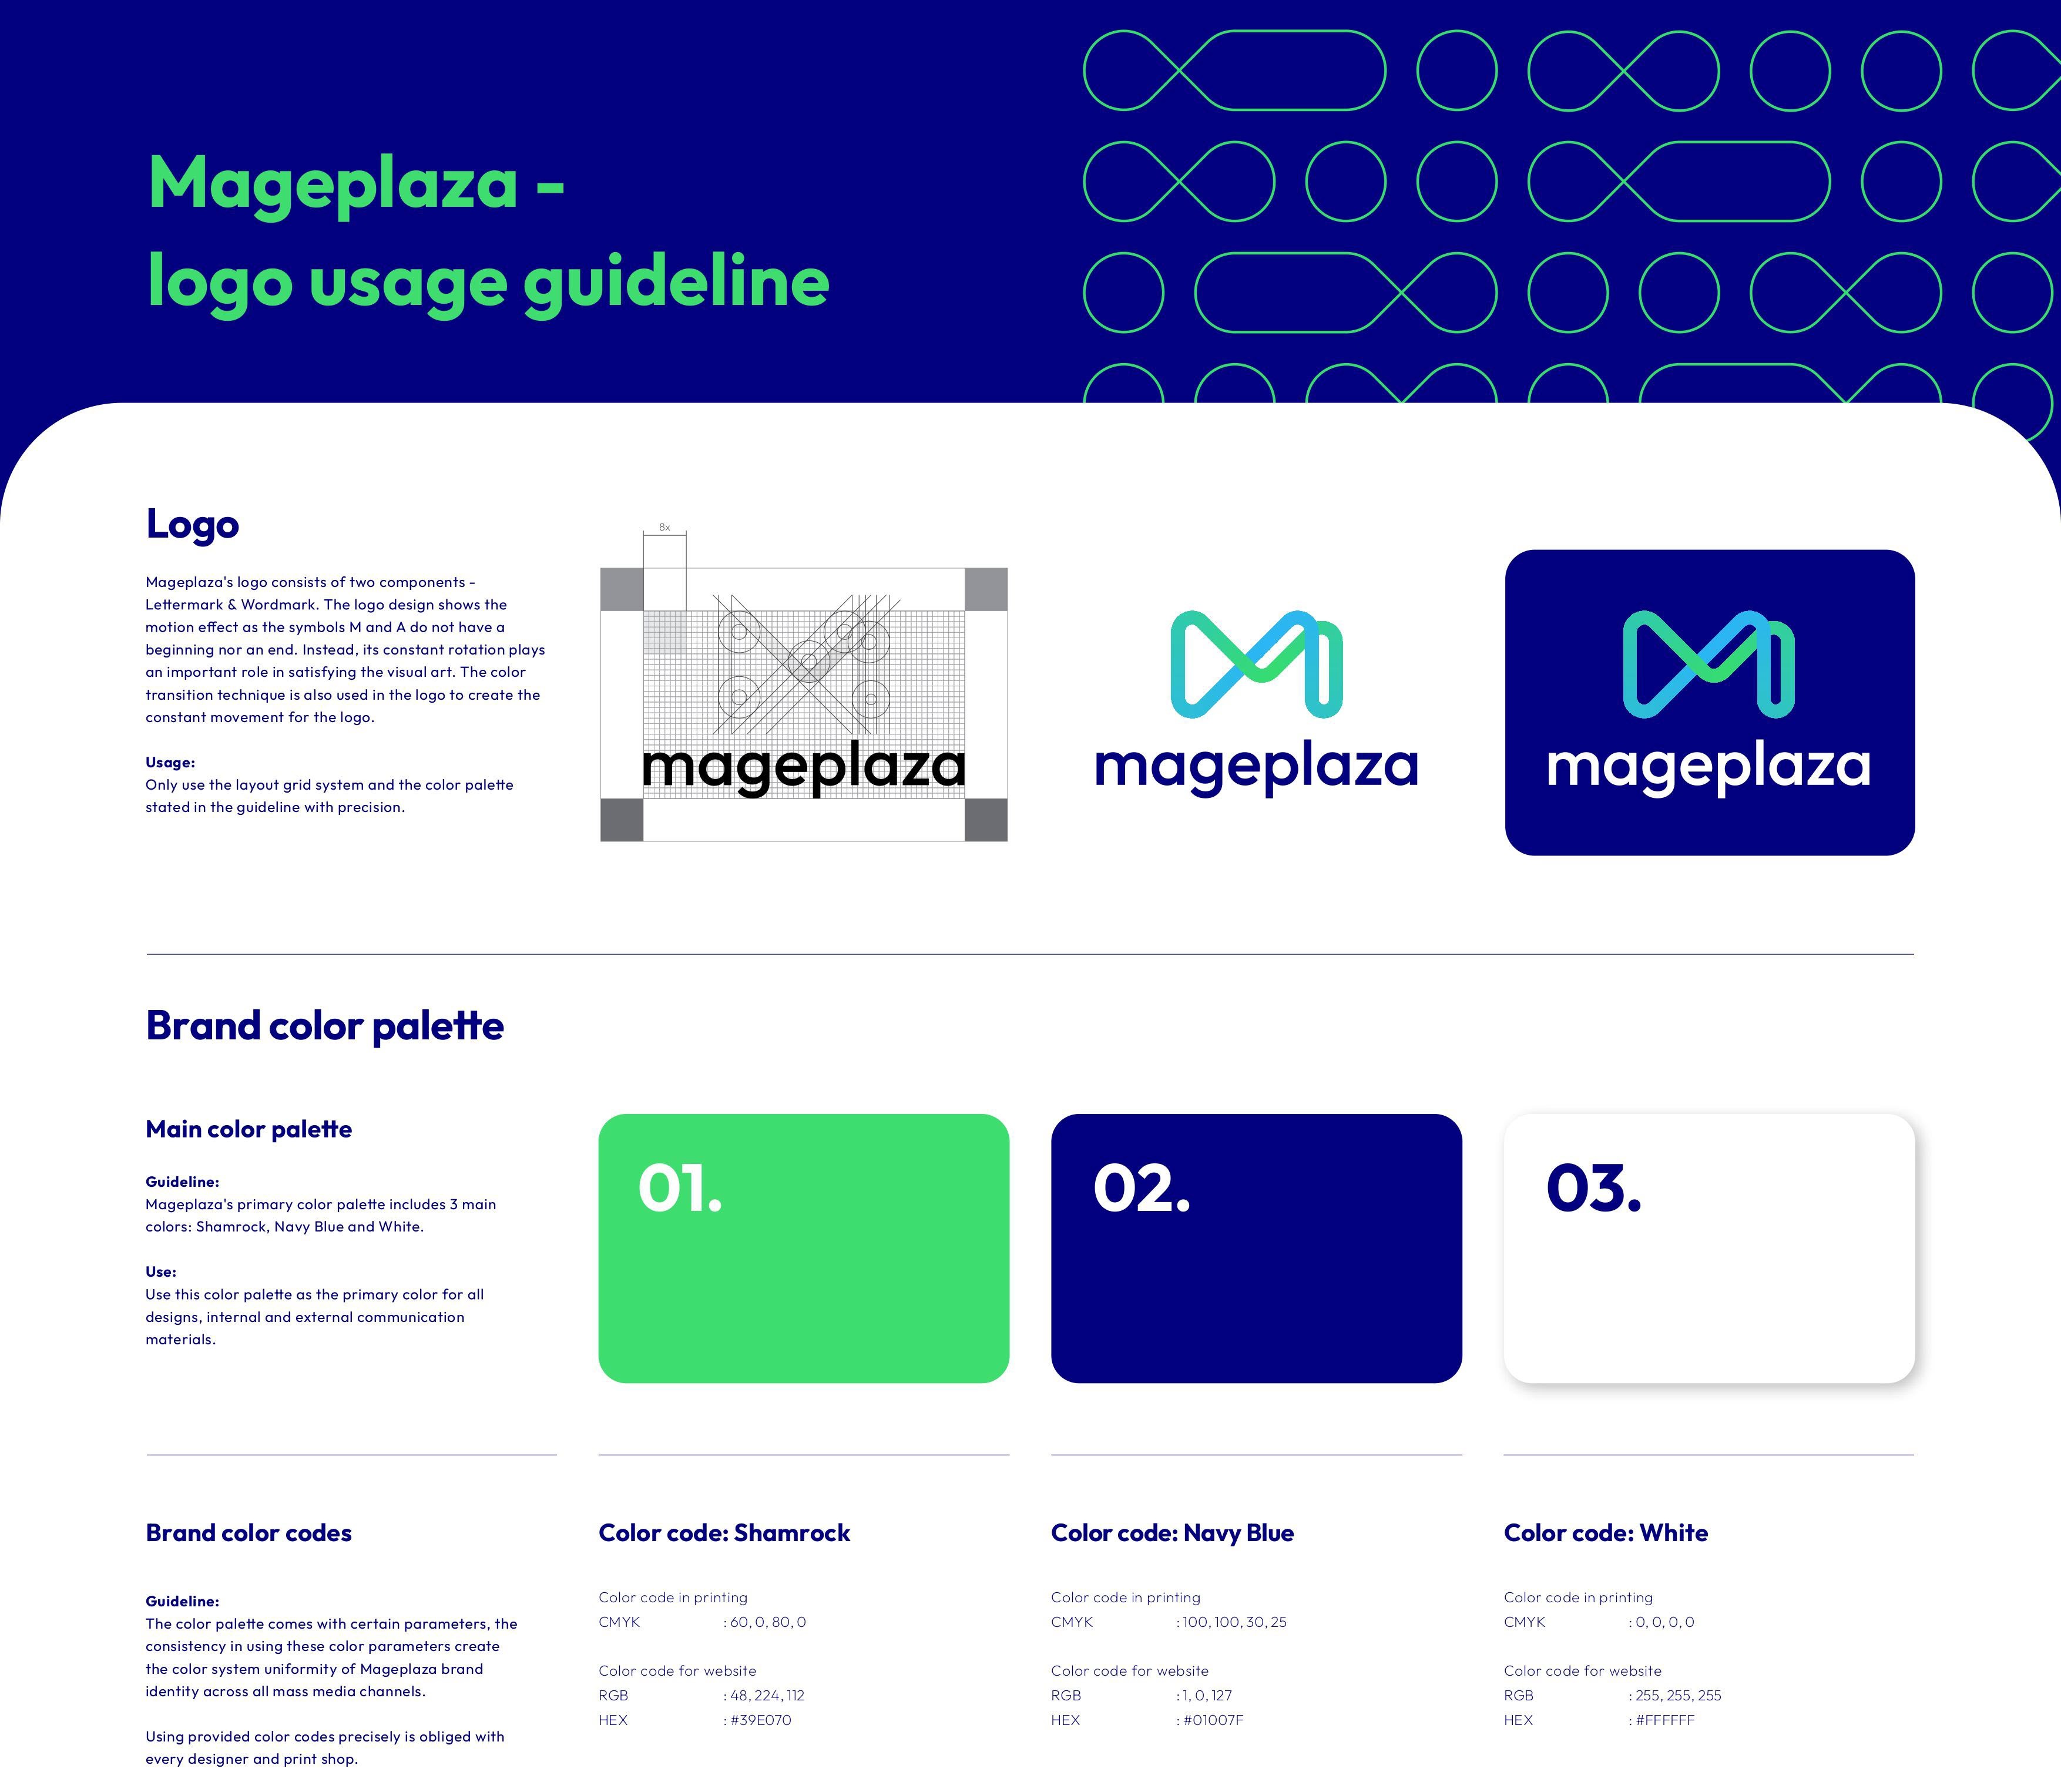 Mageplaza -
logo usage guideline
Logo
Mageplaza's logo consists of two components -
Lettermark & Wordmark. The logo design shows the
motion effect as the symbols M and A do not have a
beginning nor an end. Instead, its constant rotation plays
an important role in satisfying the visual art. The color
transition technique is also used in the logo to create the
constant movement for the logo.
Usage:
Only use the layout grid system and the color palette
stated in the guideline with precision.
8x
mageplaza
mageplaza
mageplaza
Brand color palette
Main color palette
Guideline:
Mageplaza's primary color palette includes 3 main
colors: Shamrock, Navy Blue and White.
Use:
Use this color palette as the primary color for all
designs, internal and external communication
materials.
01.
02.
03.
Brand color codes
Guideline:
The color palette comes with certain parameters, the
consistency in using these color parameters create
the color system uniformity of Mageplaza brand
identity across all mass media channels.
Using provided color codes precisely is obliged with
every designer and print shop.
Color code: Shamrock
Color code in printing
CMYK : 60, 0, 80, 0
Color code for website
RGB : 48, 224, 112
HEX : #39E070
Color code: Navy Blue
Color code in printing
CMYK : 100, 100, 30, 25
Color code for website
RGB : 1, 0, 127
HEX : #01007F
Color code: White
Color code in printing
CMYK : 0, 0, 0, 0
Color code for website
RGB : 255, 255, 255
HEX : #FFFFFF